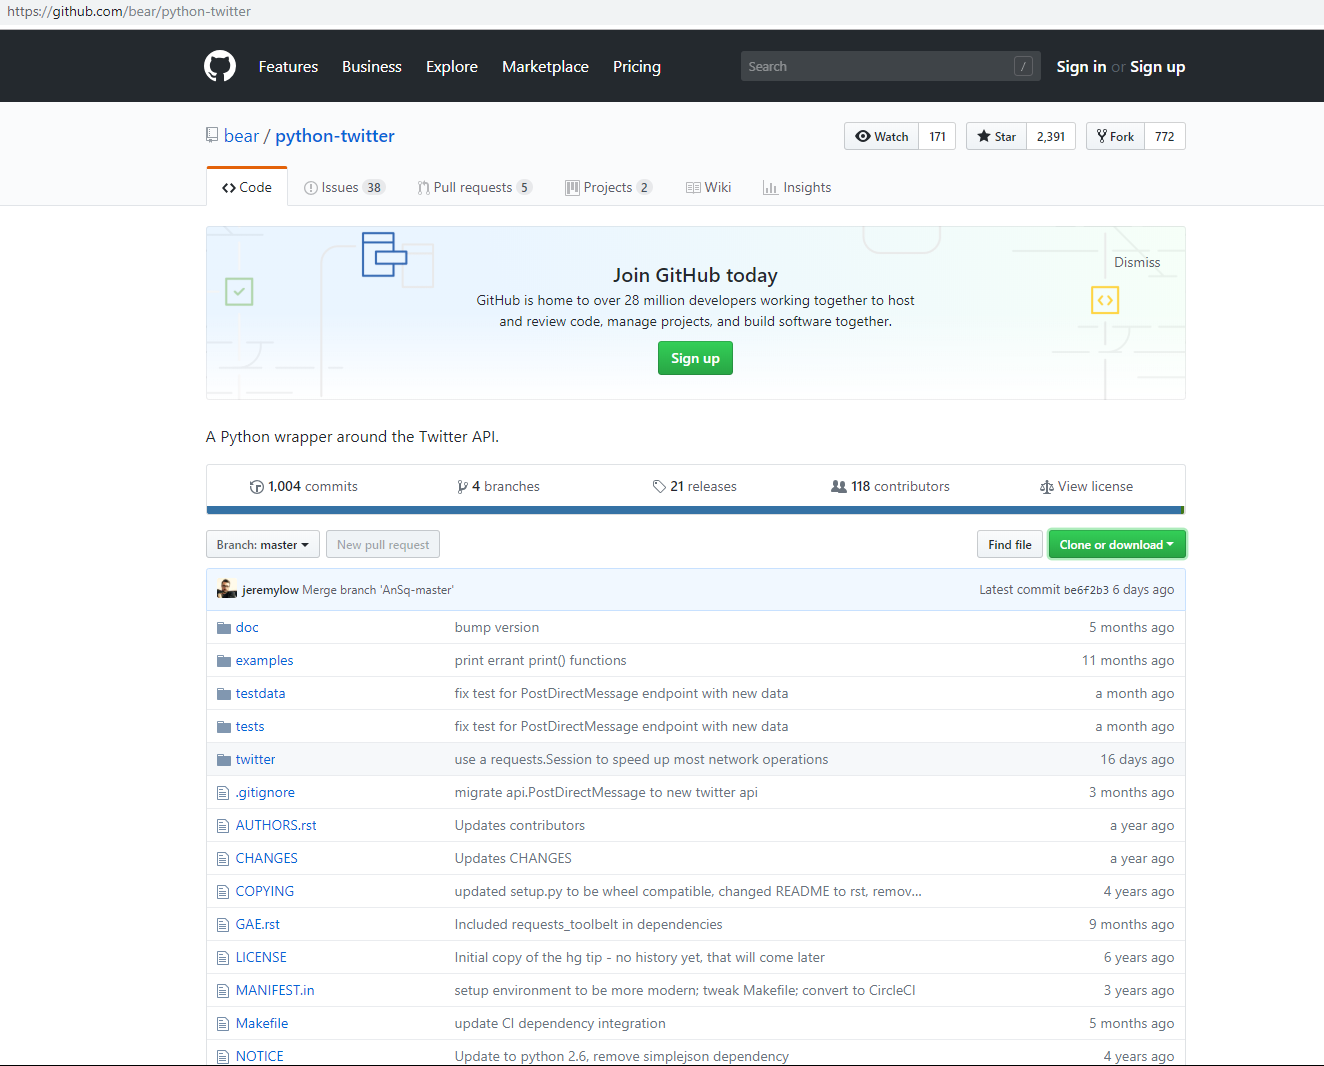 https://github.com/bear/python-twitter
Features Business Explore Marketplace Pricing Search / Sign in or Sign up
bear / python-twitter Watch 171 Star 2,391 Fork 772
Code Issues 38 Pull requests 5 Projects 2 Wiki Insights
Dismiss
Join GitHub today
GitHub is home to over 28 million developers working together to host
and review code, manage projects, and build software together.
Sign up
A Python wrapper around the Twitter API.
1,004 commits 4 branches 21 releases 118 contributors View license
Branch: master New pull request Find file Clone or download
jeremylow Merge branch 'AnSq-master' Latest commit be6f2b3 6 days ago
doc bump version 5 months ago
examples print errant print() functions 11 months ago
testdata fix test for PostDirectMessage endpoint with new data a month ago
tests fix test for PostDirectMessage endpoint with new data a month ago
twitter use a requests.Session to speed up most network operations 16 days ago
.gitignore migrate api.PostDirectMessage to new twitter api 3 months ago
AUTHORS.rst Updates contributors a year ago
CHANGES Updates CHANGES a year ago
COPYING updated setup.py to be wheel compatible, changed README to rst, remov... 4 years ago
GAE.rst Included requests_toolbelt in dependencies 9 months ago
LICENSE Initial copy of the hg tip - no history yet, that will come later 6 years ago
MANIFEST.in setup environment to be more modern; tweak Makefile; convert to CircleCI 3 years ago
Makefile update CI dependency integration 5 months ago
NOTICE Update to python 2.6, remove simplejson dependency 4 years ago